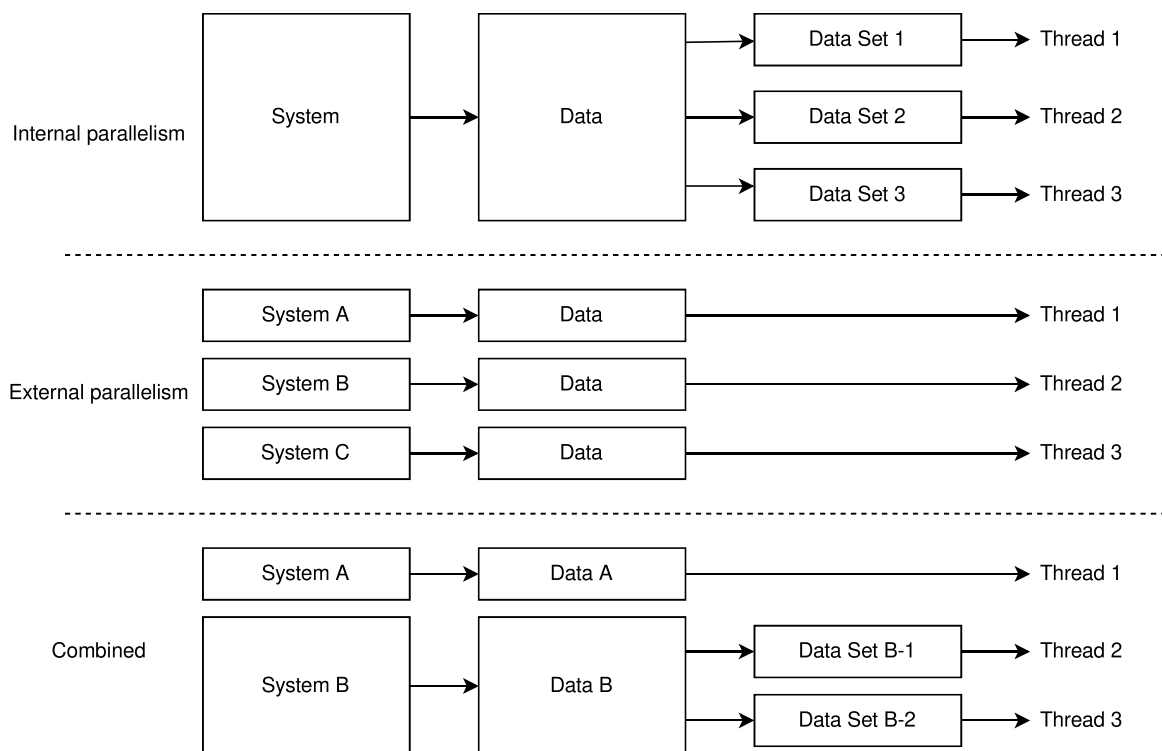 Internal parallelism
System
Data
Data Set 1
Thread 1
Data Set 2
Thread 2
Data Set 3
Thread 3
External parallelism
System A
Data
Thread 1
System B
Data
Thread 2
System C
Data
Thread 3
Combined
System A
Data A
Thread 1
System B
Data B
Data Set B-1
Thread 2
Data Set B-2
Thread 3